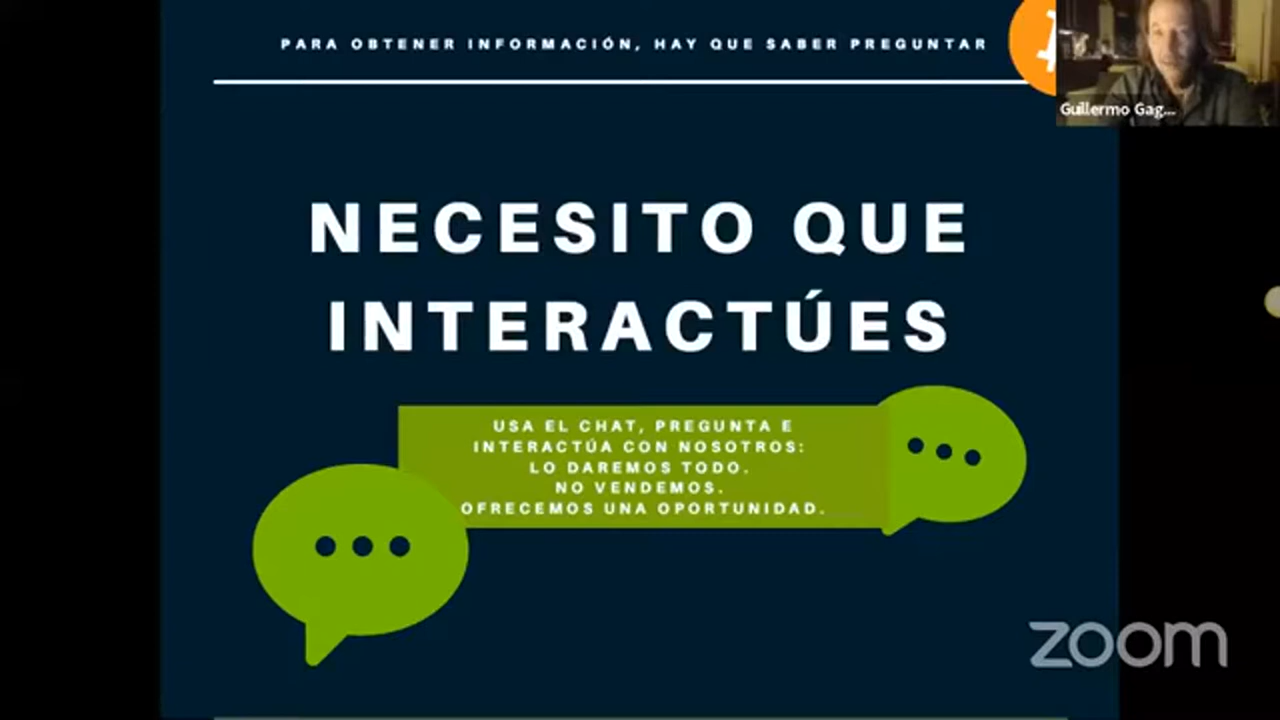 PARA OBTENER INFORMACIÓN, HAY QUE SABER PREGUNTAR
Guillermo Gag...
NECESITO QUE
INTERACTÚES
USA EL CHAT, PREGUNTA E
INTERACTÚA CON NOSOTROS:
LO DAREMOS TODO.
NO VENDEMOS.
OFRECEMOS UNA OPORTUNIDAD.
zoom